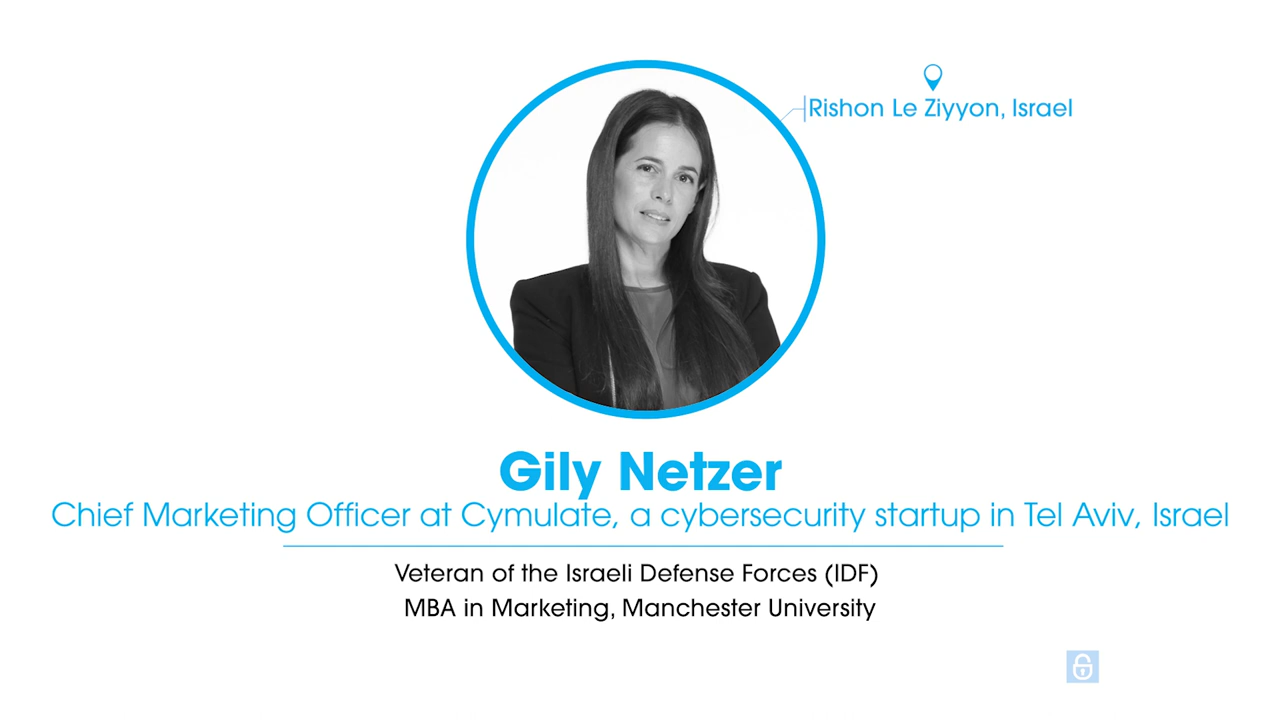 Rishon Le Ziyyon, Israel
Gily Netzer
Chief Marketing Officer at Cymulate, a cybersecurity startup in Tel Aviv, Israel
Veteran of the Israeli Defense Forces (IDF)
MBA in Marketing, Manchester University